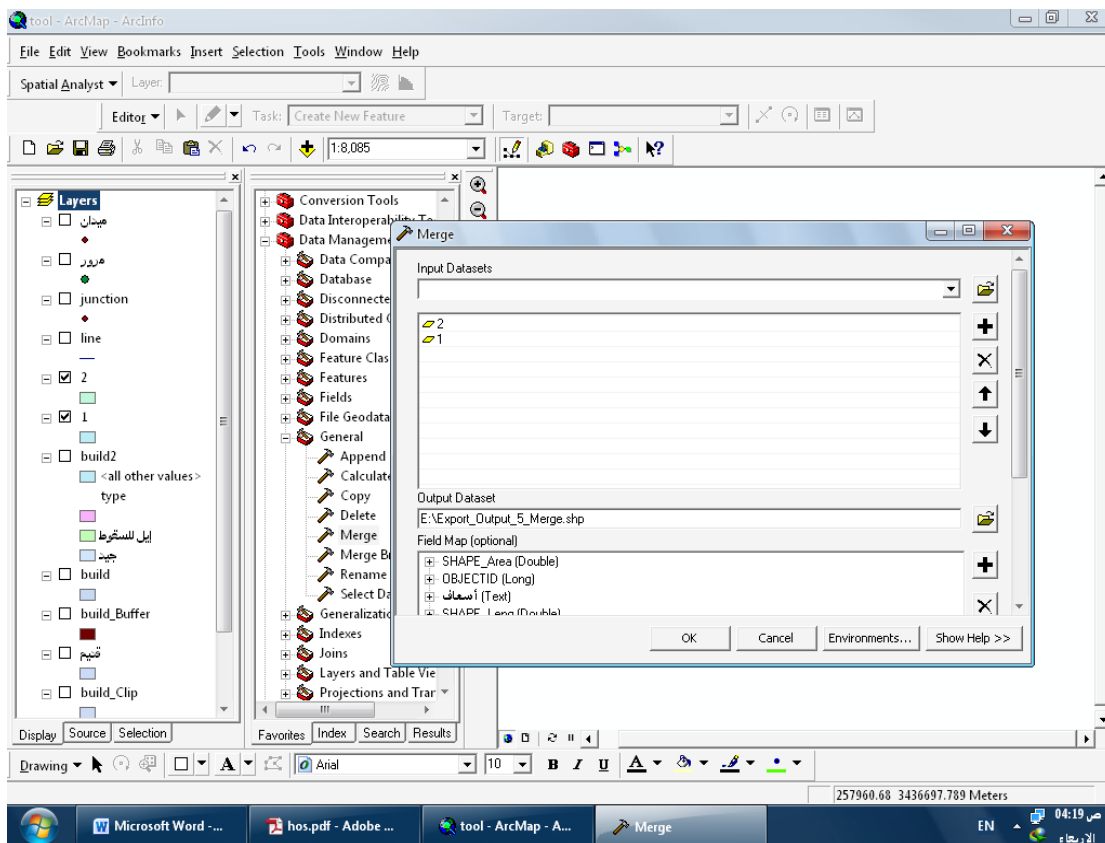 tool - ArcMap - ArcInfo
File Edit View Bookmarks Insert Selection Tools Window Help
Spatial Analyst Layer:
Editor Task: Create New Feature Target:
1:8,085
Layers
ميدان
مرور
junction
line
2
1
build2
<all other values>
type
إيل للسقوط
جيد
build
build_Buffer
قديم
build_Clip
Display Source Selection
Conversion Tools
Data Interoperability To
Data Manageme
Data Compa
Database
Disconnecte
Distributed
Domains
Feature Clas
Features
Fields
File Geodata
General
Append
Calculate
Copy
Delete
Merge
Merge B
Rename
Select Da
Generalizatio
Indexes
Joins
Layers and Table Vie
Projections and Tran
Favorites Index Search Results
Merge
Input Datasets
2
1
Output Dataset
E:\Export_Output_5_Merge.shp
Field Map (optional)
SHAPE_Area (Double)
OBJECTID (Long)
أسعاف (Text)
SHAPE_Leng (Double)
OK Cancel Environments... Show Help >>
Drawing A Arial 10 B I U A
257960.68 3436697.789 Meters
Microsoft Word -... hos.pdf - Adobe ... tool - ArcMap - A... Merge EN 04:19 ص
الاربعاء